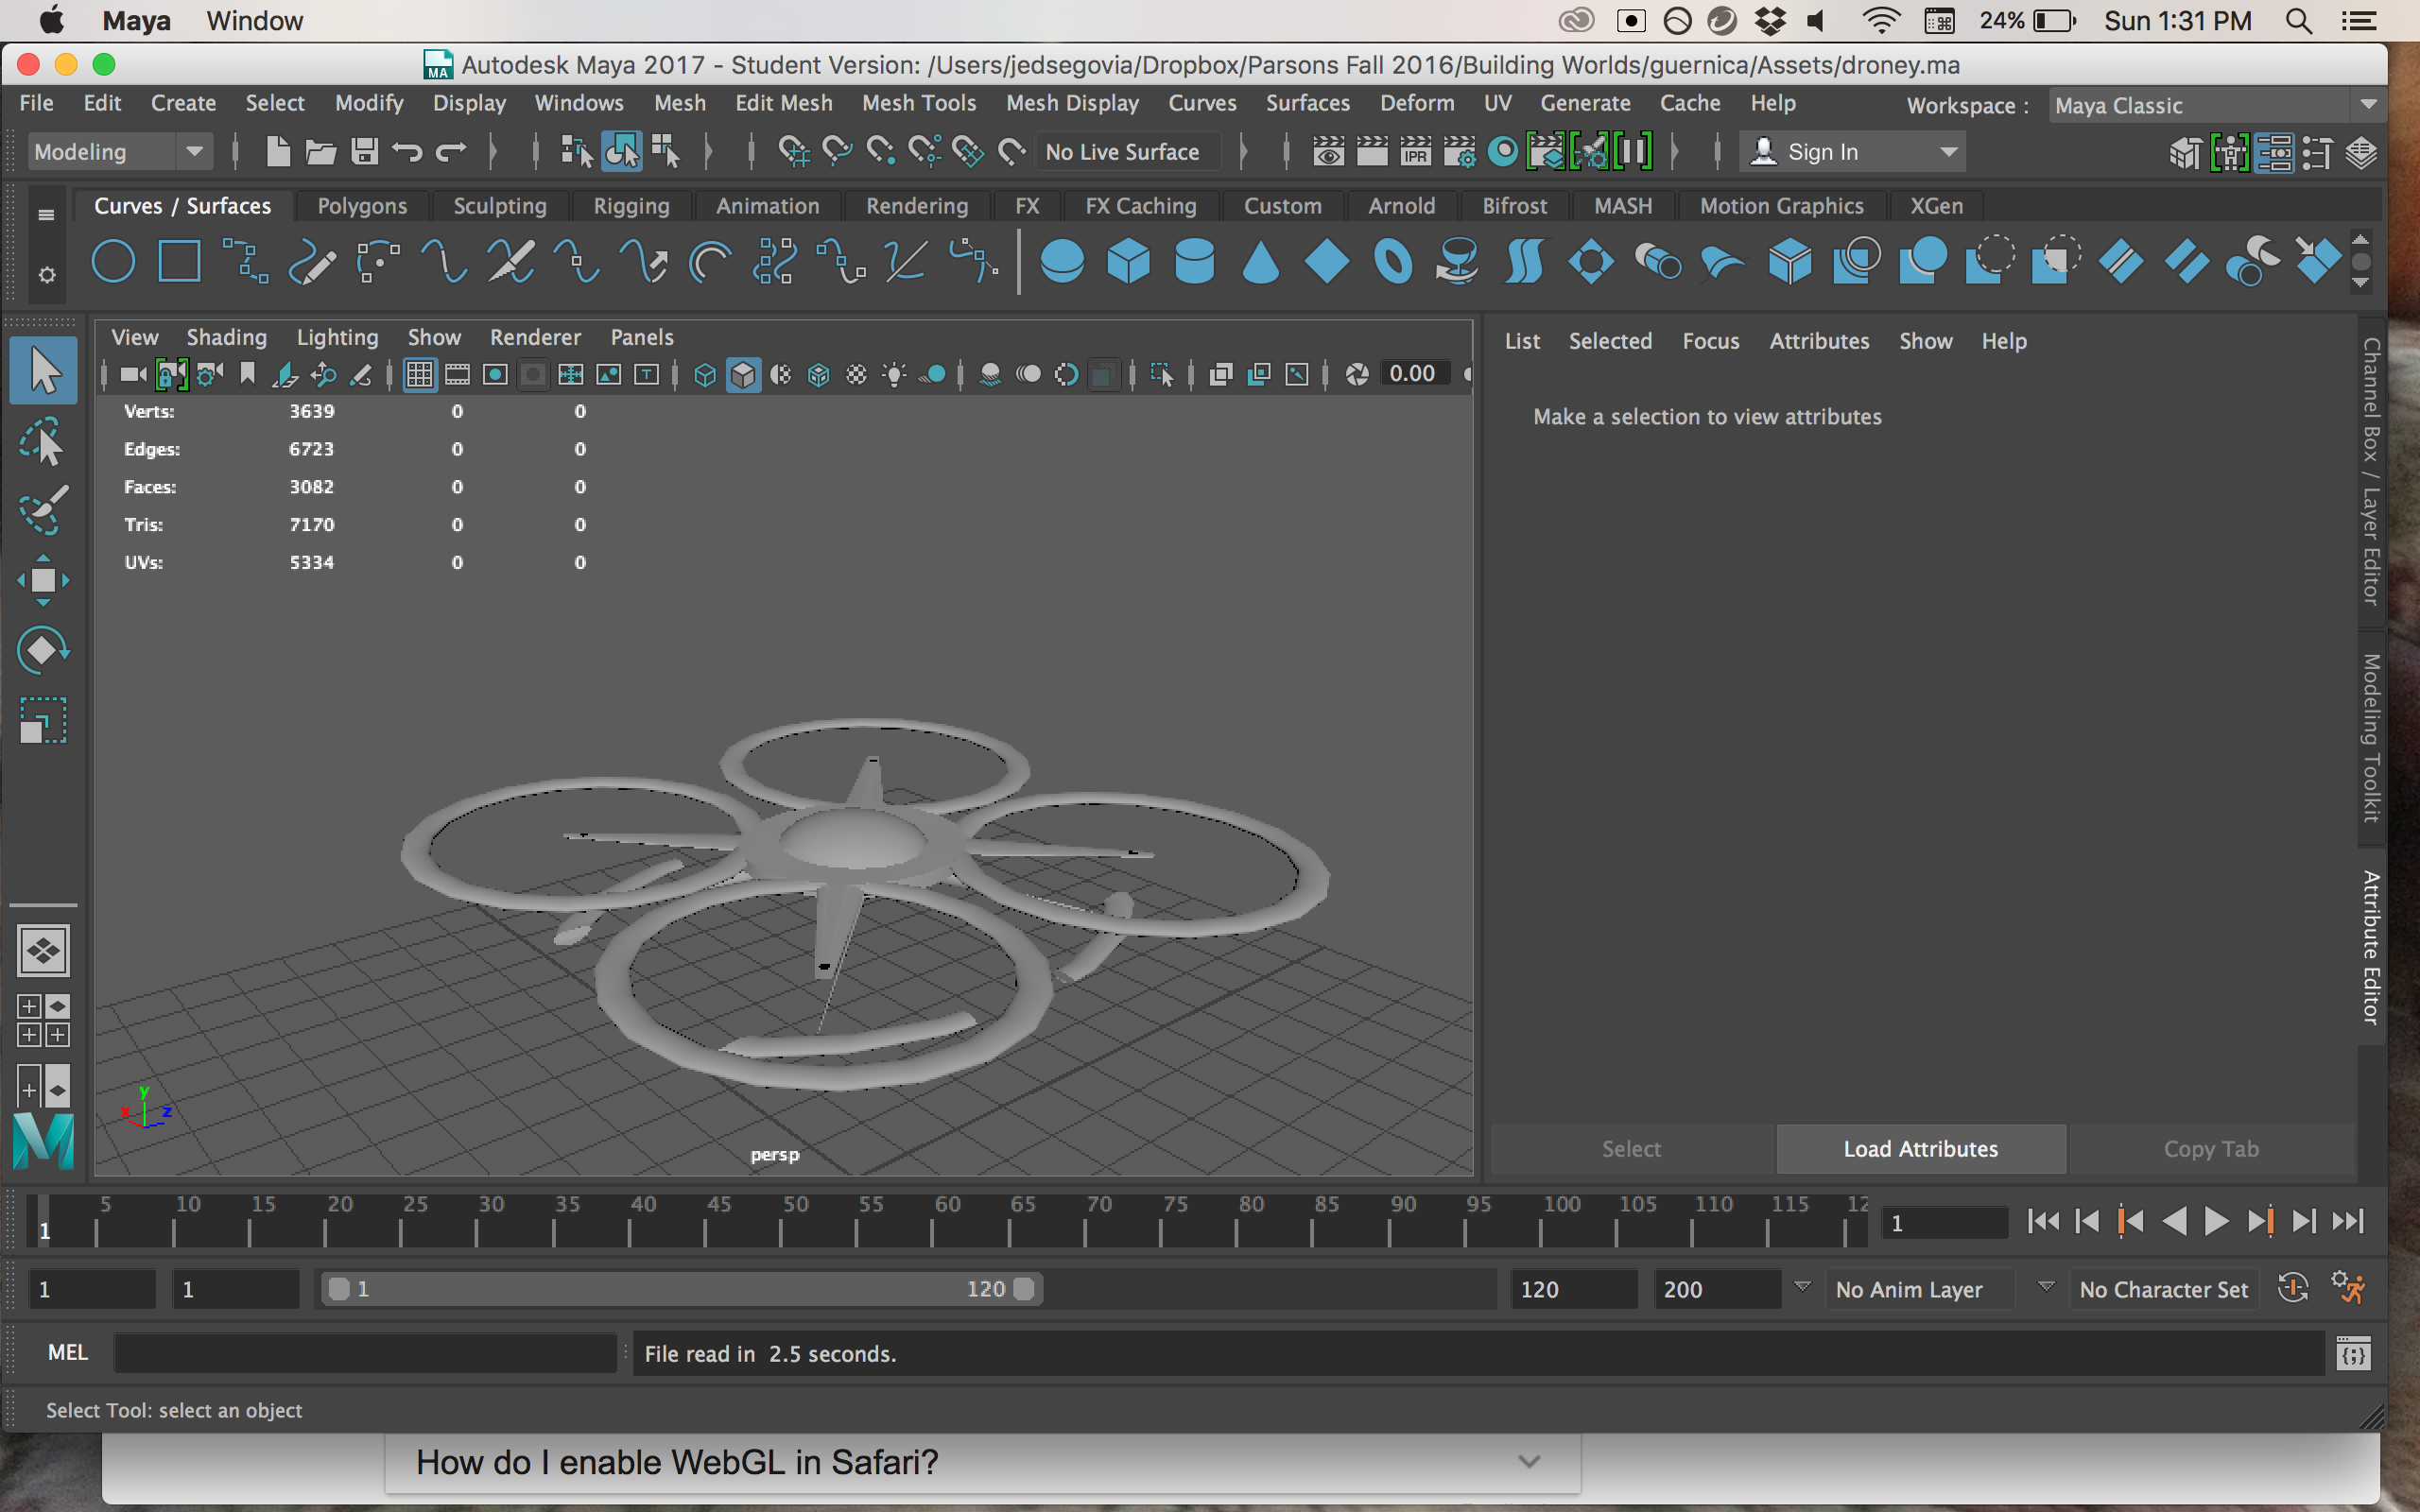 Maya Window 24% Sun 1:31 PM
MA Autodesk Maya 2017 - Student Version: /Users/jedsegovia/Dropbox/Parsons Fall 2016/Building Worlds/guernica/Assets/droney.ma
File Edit Create Select Modify Display Windows Mesh Edit Mesh Mesh Tools Mesh Display Curves Surfaces Deform UV Generate Cache Help Workspace : Maya Classic
Modeling No Live Surface IPR Sign In
Curves / Surfaces Polygons Sculpting Rigging Animation Rendering FX FX Caching Custom Arnold Bifrost MASH Motion Graphics XGen
View Shading Lighting Show Renderer Panels
List Selected Focus Attributes Show Help
0.00
Make a selection to view attributes
Verts: 3639 0 0
Edges: 6723 0 0
Faces: 3082 0 0
Tris: 7170 0 0
UVs: 5334 0 0
Channel Box / Layer Editor
Modeling Toolkit
Attribute Editor
y
x z
persp
M
Select Load Attributes Copy Tab
5 10 15 20 25 30 35 40 45 50 55 60 65 70 75 80 85 90 95 100 105 110 115 12
1 1
1 1 1 120 120 200 No Anim Layer No Character Set
MEL File read in 2.5 seconds.
Select Tool: select an object
How do I enable WebGL in Safari?